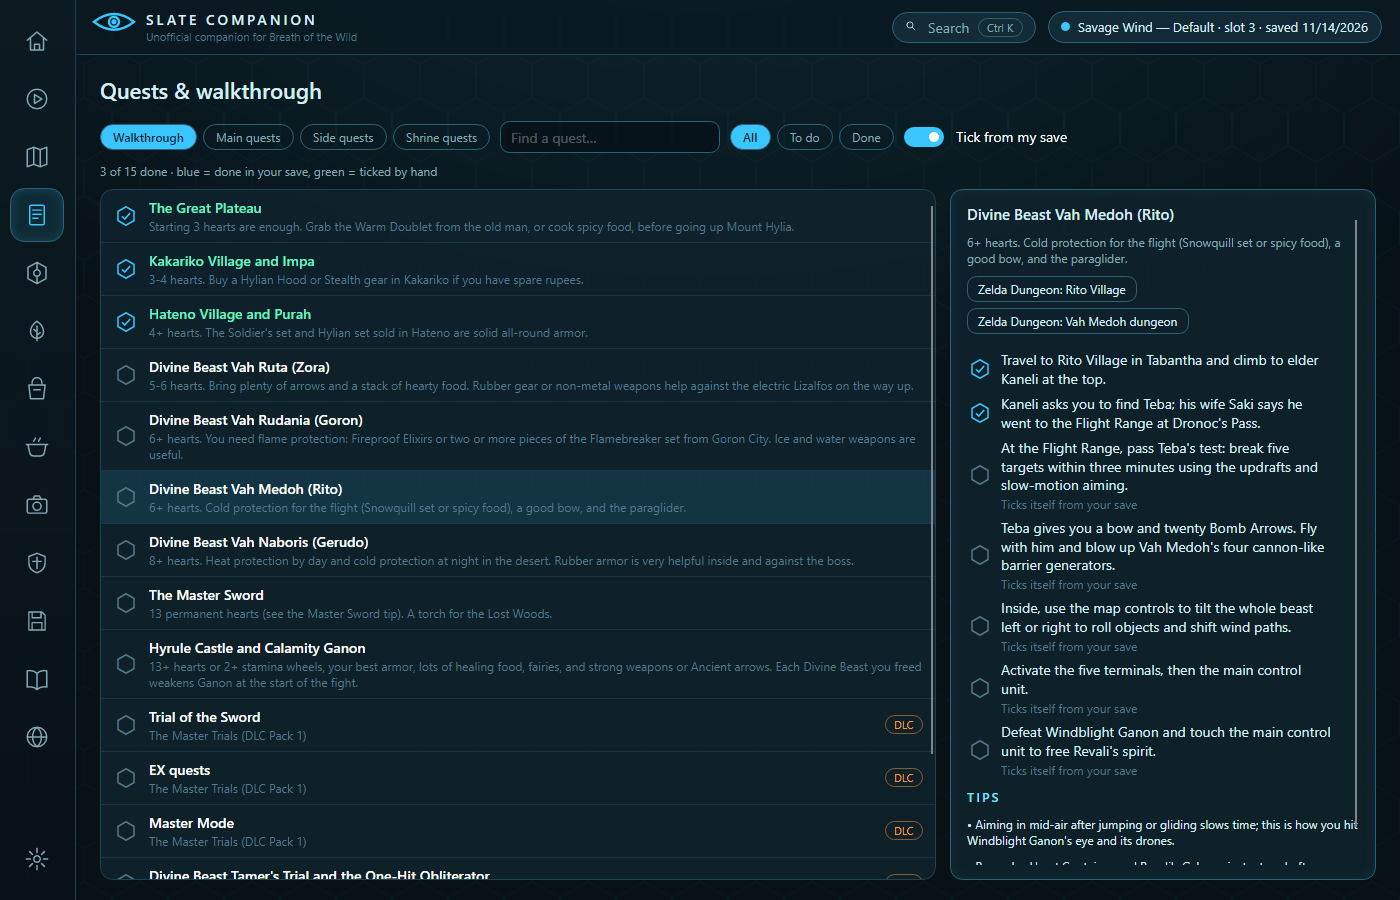 SLATE COMPANION
Unofficial companion for Breath of the Wild
Search Ctrl K
Savage Wind — Default · slot 3 · saved 11/14/2026
Quests & walkthrough
Walkthrough Main quests Side quests Shrine quests Find a quest... All To do Done Tick from my save
3 of 15 done · blue = done in your save, green = ticked by hand
The Great Plateau
Starting 3 hearts are enough. Grab the Warm Doublet from the old man, or cook spicy food), before going up Mount Hylia.
Kakariko Village and Impa
3-4 hearts. Buy a Hylian Hood or Stealth gear in Kakariko if you have spare rupees.
Hateno Village and Purah
4+ hearts. The Soldier's set and Hylian set sold in Hateno are solid all-round armor.
Divine Beast Vah Ruta (Zora)
5-6 hearts. Bring plenty of arrows and a stack of hearty food. Rubber gear or non-metal weapons help against the electric Lizalfos on the way up.
Divine Beast Vah Rudania (Goron)
6+ hearts. You need flame protection: Fireproof Elixirs or two or more pieces of the Flamebreaker set from Goron City. Ice and water weapons are
useful.
Divine Beast Vah Medoh (Rito)
6+ hearts. Cold protection for the flight (Snowquill set or spicy food), a good bow, and the paraglider.
Divine Beast Vah Naboris (Gerudo)
8+ hearts. Heat protection by day and cold protection at night in the desert. Rubber armor is very helpful inside and against the boss.
The Master Sword
13 permanent hearts (see the Master Sword tip). A torch for the Lost Woods.
Hyrule Castle and Calamity Ganon
13+ hearts or 2+ stamina wheels, your best armor, lots of healing food, fairies, and strong weapons or Ancient arrows. Each Divine Beast you freed
weakens Ganon at the start of the fight.
Trial of the Sword
The Master Trials (DLC Pack 1)
DLC
EX quests
The Master Trials (DLC Pack 1)
DLC
Master Mode
The Master Trials (DLC Pack 1)
DLC
Divine Beast Tamer's Trial and the One-Hit Obliterator
Divine Beast Vah Medoh (Rito)
6+ hearts. Cold protection for the flight (Snowquill set or spicy food), a
good bow, and the paraglider.
Zelda Dungeon: Rito Village
Zelda Dungeon: Vah Medoh dungeon
Travel to Rito Village in Tabantha and climb to elder
Kaneli at the top.
Kaneli asks you to find Teba; his wife Saki says he
went to the Flight Range at Dronoc's Pass.
At the Flight Range, pass Teba's test: break five
targets within three minutes using the updrafts and
slow-motion aiming.
Ticks itself from your save
Teba gives you a bow and twenty Bomb Arrows. Fly
with him and blow up Vah Medoh's four cannon-like
barrier generators.
Ticks itself from your save
Inside, use the map controls to tilt the whole beast
left or right to roll objects and shift wind paths.
Ticks itself from your save
Activate the five terminals, then the main control
unit.
Ticks itself from your save
Defeat Windblight Ganon and touch the main control
unit to free Revali's spirit.
Ticks itself from your save
TIPS
• Aiming in mid-air after jumping or gliding slows time; this is how you hit
Windblight Ganon's eye and its drones.